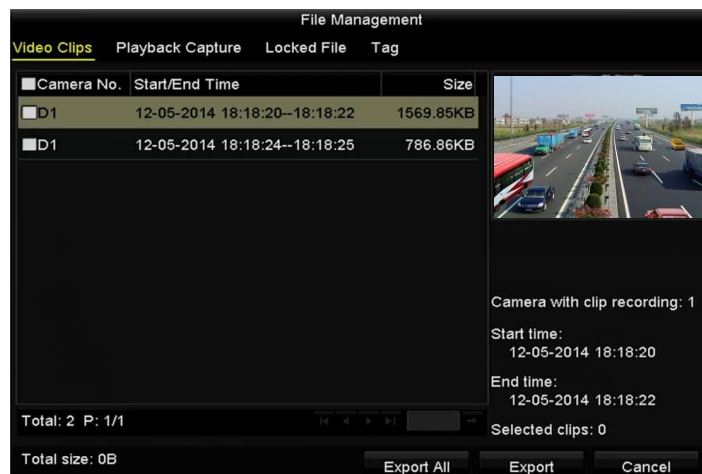 File Management
Video Clips Playback Capture Locked File Tag
Camera No. Start/End Time Size
D1 12-05-2014 18:18:20--18:18:22 1569.85KB
D1 12-05-2014 18:18:24--18:18:25 786.86KB
Camera with clip recording: 1
Start time:
12-05-2014 18:18:20
End time:
12-05-2014 18:18:22
Selected clips: 0
Total: 2 P: 1/1
Total size: 0B
Export All Export Cancel